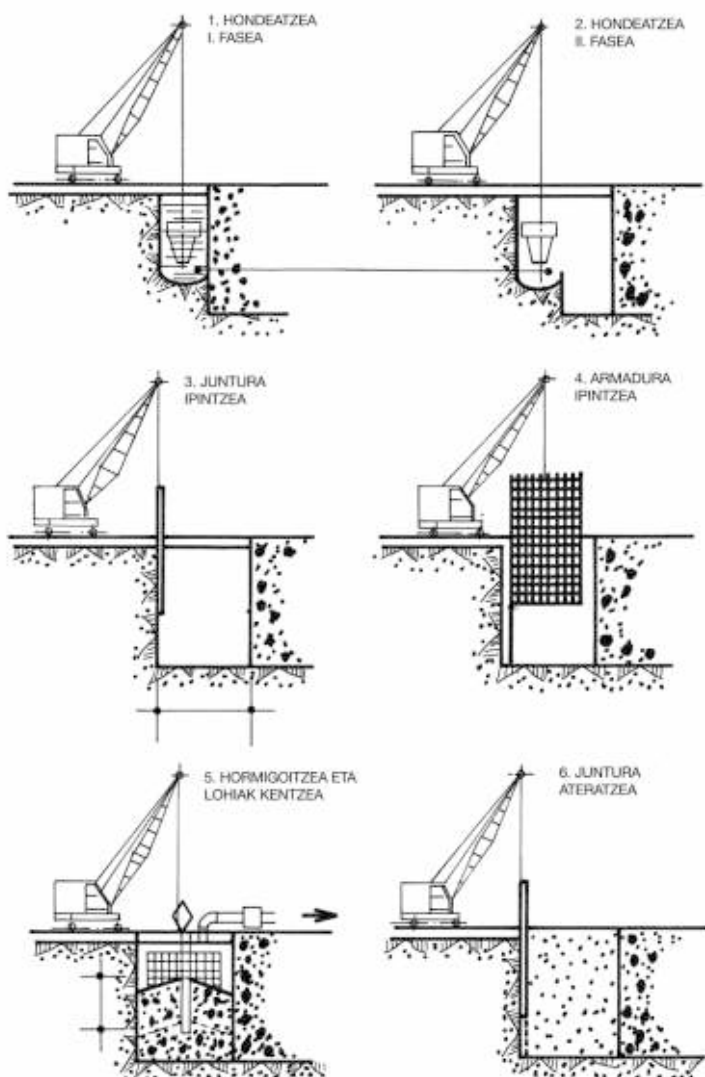 1. HONDEATZEA
I. FASEA
2. HONDEATZEA
II. FASEA
3. JUNTURA
IPINTZEA
4. ARMADURA
IPINTZEA
5. HORMIGOITZEA ETA
LOHIAK KENTZEA
6. JUNTURA
ATERATZEA